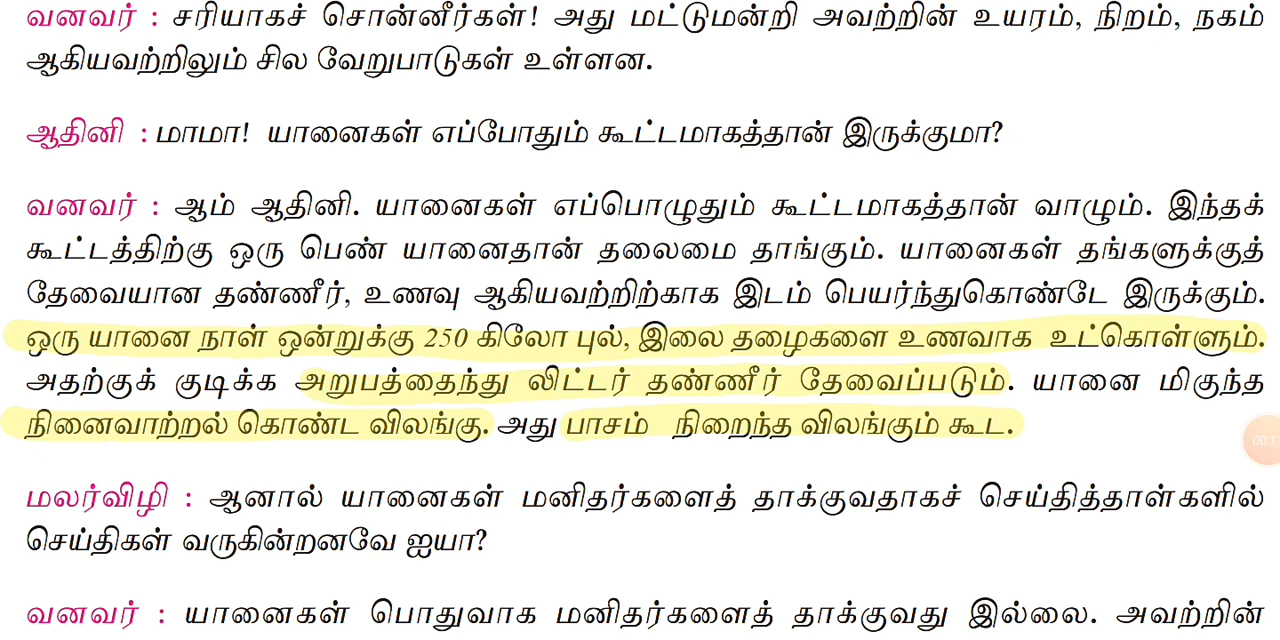 வனவர் : சரியாகச் சொன்னீர்கள்! அது மட்டுமன்றி அவற்றின் உயரம், நிறம், நகம்
ஆகியவற்றிலும் சில வேறுபாடுகள் உள்ளன.
ஆதினி : மாமா! யானைகள் எப்போதும் கூட்டமாகத்தான் இருக்குமா?
வனவர் : ஆம் ஆதினி. யானைகள் எப்பொழுதும் கூட்டமாகத்தான் வாழும். இந்தக்
கூட்டத்திற்கு ஒரு பெண் யானைதான் தலைமை தாங்கும். யானைகள் தங்களுக்குத்
தேவையான தண்ணீர், உணவு ஆகியவற்றிற்காக இடம் பெயர்ந்துகொண்டே இருக்கும்.
ஒரு யானை நாள் ஒன்றுக்கு 250 கிலோ புல், இலை தழைகளை உணவாக உட்கொள்ளும்.
அதற்குக் குடிக்க அறுபத்தைந்து லிட்டர் தண்ணீர் தேவைப்படும். யானை மிகுந்த
நினைவாற்றல் கொண்ட விலங்கு. அது பாசம் நிறைந்த விலங்கும் கூட.
மலர்விழி : ஆனால் யானைகள் மனிதர்களைத் தாக்குவதாகச் செய்தித்தாள்களில்
செய்திகள் வருகின்றனவே ஐயா?
வனவர் : யானைகள் பொதுவாக மனிதர்களைத் தாக்குவது இல்லை. அவற்றின்